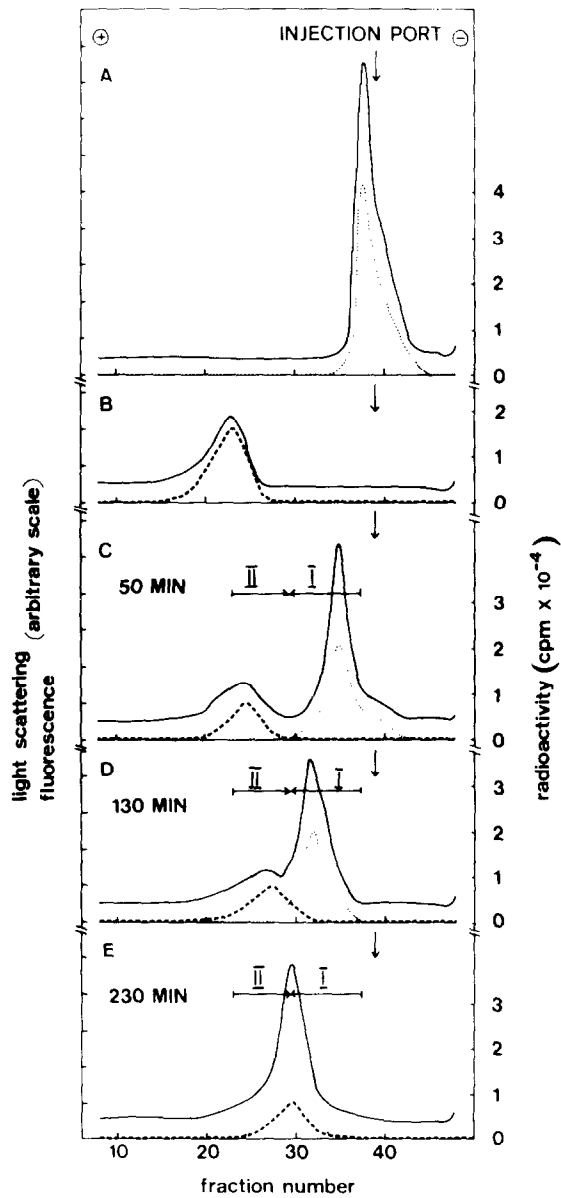 ⊕ INJECTION PORT ⊖
A
4
3
2
1
0
B
2
1
0
C
50 MIN
II I
3
2
1
0
D
130 MIN
II I
3
2
1
0
E
230 MIN
II I
3
2
1
0
10 20 30 40
fraction number
light scattering (arbitrary scale)
fluorescence
radioactivity (cpm x 10⁻⁴)